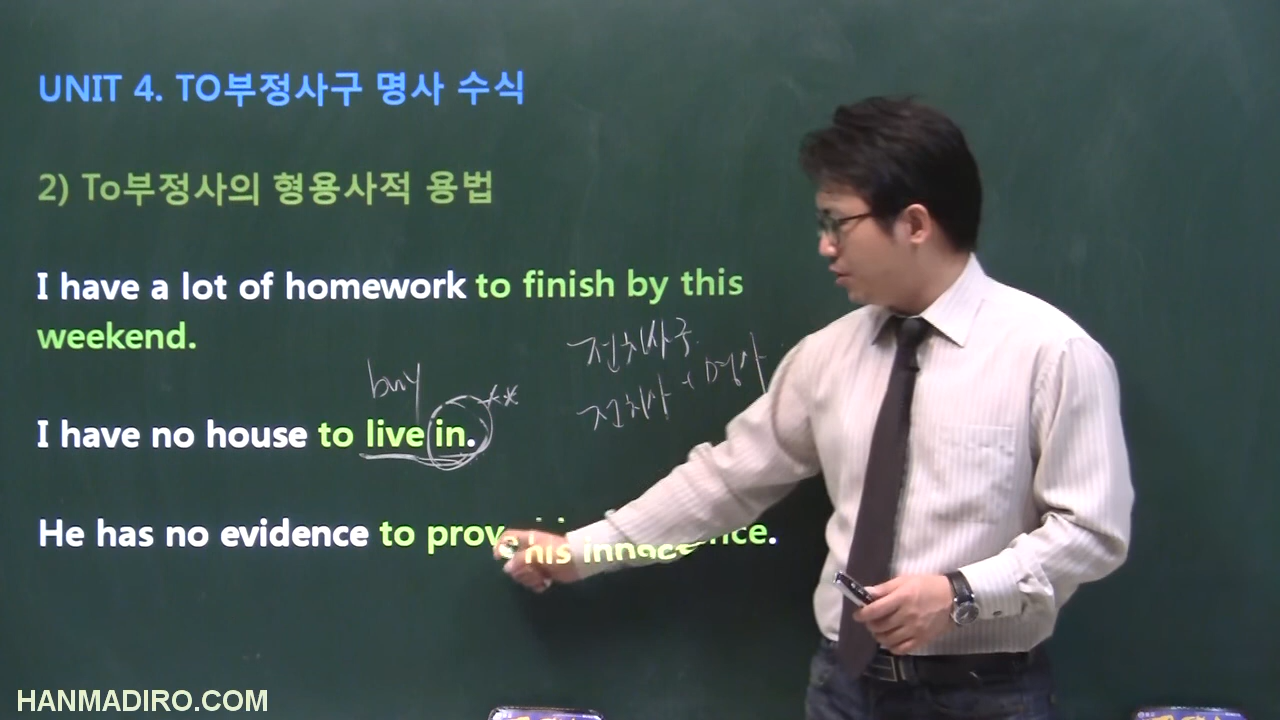 UNIT 4. TO부정사구 명사 수식
2) To부정사의 형용사적 용법
I have a lot of homework to finish by this
weekend.
전치사구
buy
전치사 + 명사
**
I have no house to live in.
He has no evidence to prove his innocence.
HANMADIRO.COM